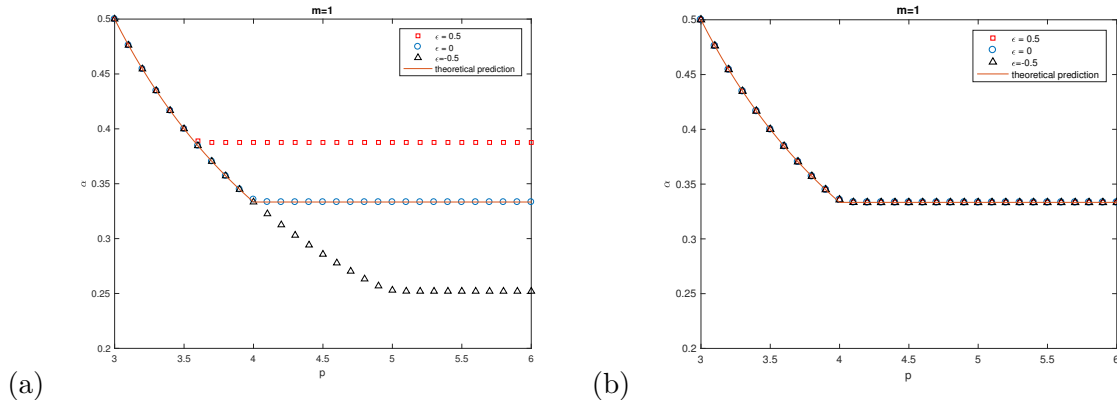 m=1
0.5
0.45
0.4
0.35
0.3
0.25
0.2
α
3 3.5 4 4.5 5 5.5 6
p
ϵ = 0.5
ϵ = 0
ϵ=-0.5
theoretical prediction
(a)
m=1
0.5
0.45
0.4
0.35
0.3
0.25
0.2
α
3 3.5 4 4.5 5 5.5 6
p
ϵ = 0.5
ϵ = 0
ϵ=-0.5
theoretical prediction
(b)